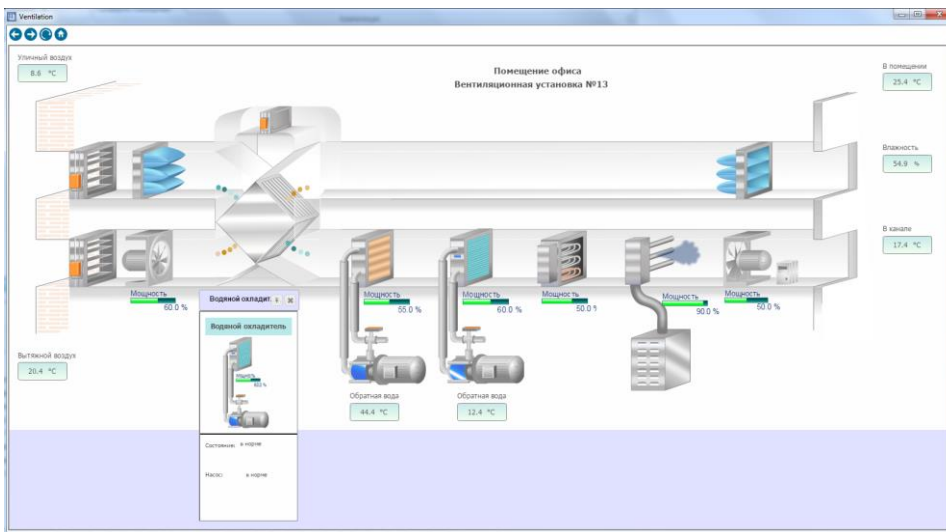 Ventilation
Уличный воздух
8.6 °C
Помещение офиса
Вентиляционная установка №13
В помещении
25.4 °C
Влажность
54.9 %
В канале
17.4 °C
Мощность
60.0 %
Мощность
55.0 %
Мощность
60.0 %
Мощность
50.0
Мощность
90.0 %
Мощность
50.0 %
Водяной охладит.
Водяной охладитель
Мощность
Состояние: в норме
Насос: в норме
Вытяжной воздух
20.4 °C
Обратная вода
44.4 °C
Обратная вода
12.4 °C